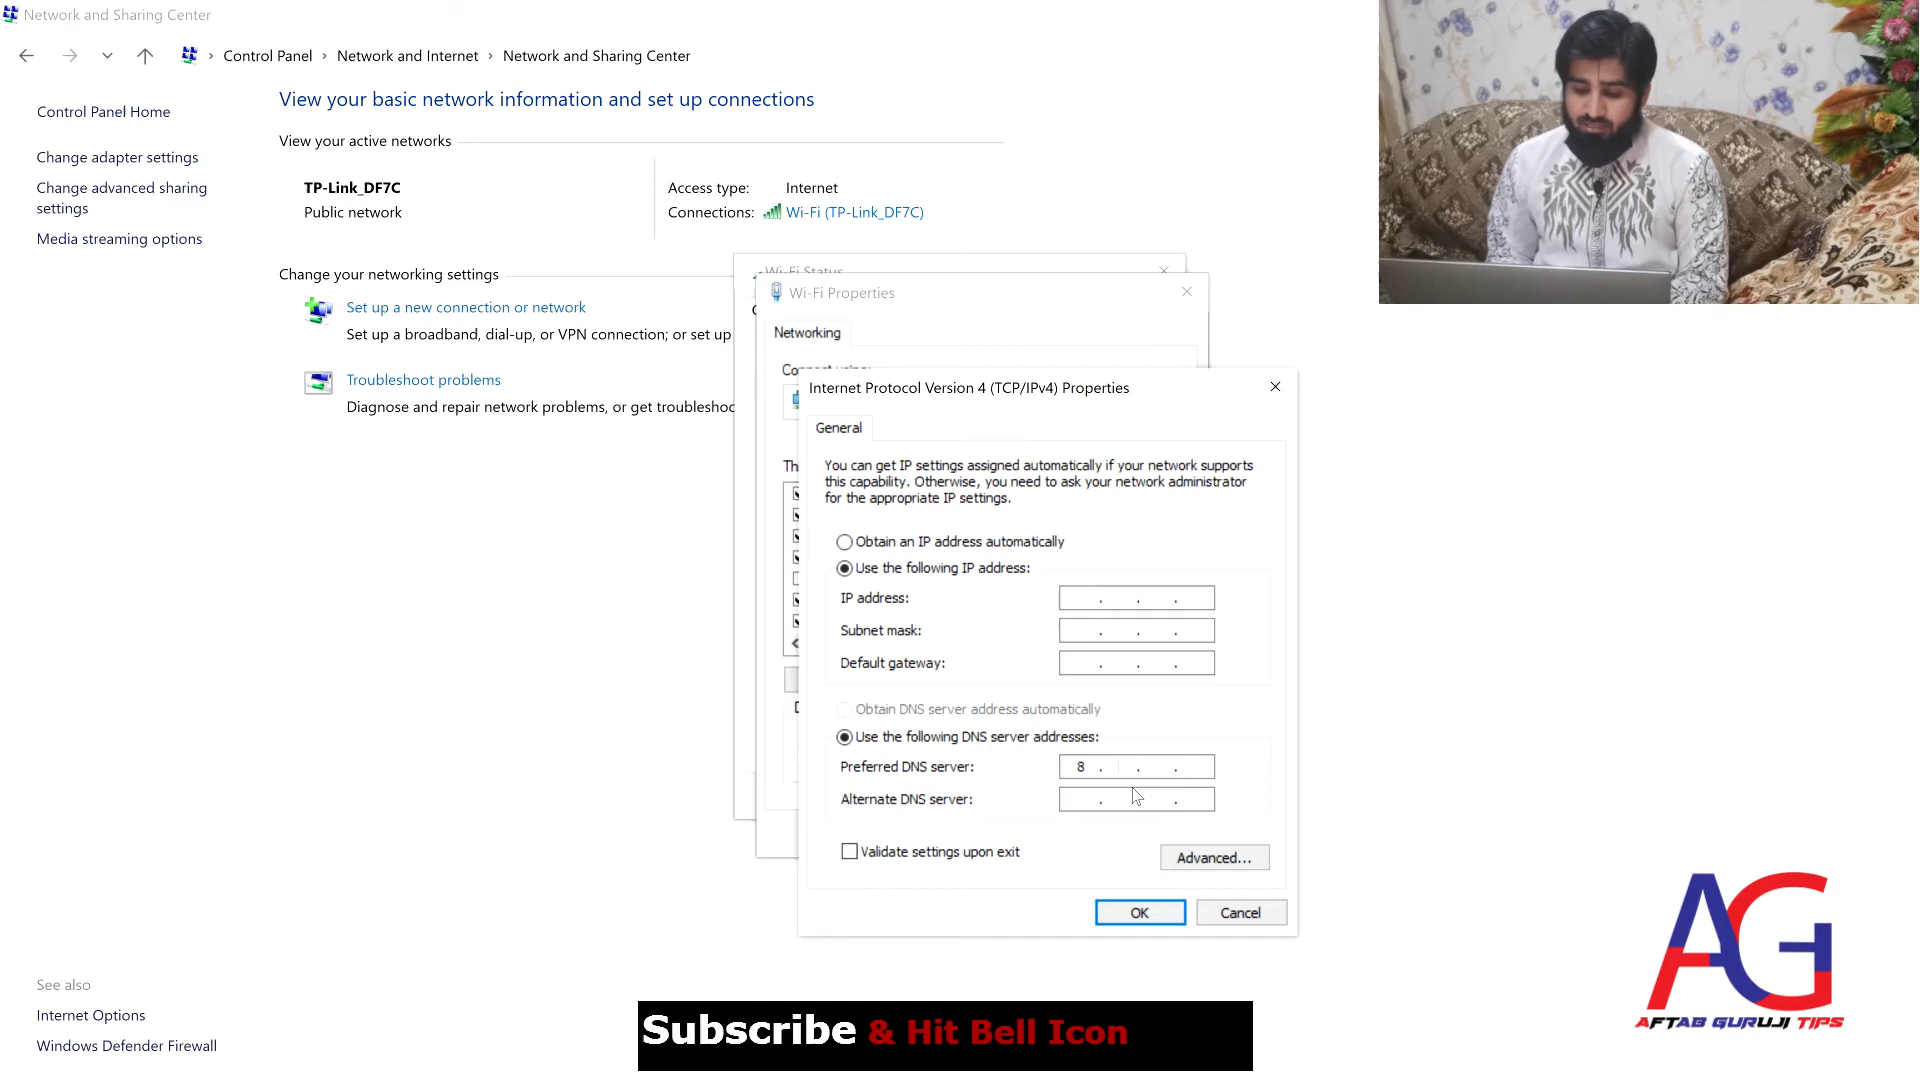 Network and Sharing Center
Control Panel › Network and Internet › Network and Sharing Center
Control Panel Home
Change adapter settings
Change advanced sharing
settings
Media streaming options
View your basic network information and set up connections
View your active networks
TP-Link_DF7C
Public network
Access type: Internet
Connections: Wi-Fi (TP-Link_DF7C)
Change your networking settings
Set up a new connection or network
Set up a broadband, dial-up, or VPN connection; or set up
Troubleshoot problems
Diagnose and repair network problems, or get troubleshoo
Wi-Fi Status
Wi-Fi Properties
Networking
Connect using:
Thi
Internet Protocol Version 4 (TCP/IPv4) Properties
General
You can get IP settings assigned automatically if your network supports
this capability. Otherwise, you need to ask your network administrator
for the appropriate IP settings.
Obtain an IP address automatically
Use the following IP address:
IP address: . . .
Subnet mask: . . .
Default gateway: . . .
Obtain DNS server address automatically
Use the following DNS server addresses:
Preferred DNS server: 8 . . .
Alternate DNS server: . . .
Validate settings upon exit
Advanced...
OK
Cancel
See also
Internet Options
Windows Defender Firewall
Subscribe & Hit Bell Icon
AG
AFTAB GURUJI TIPS